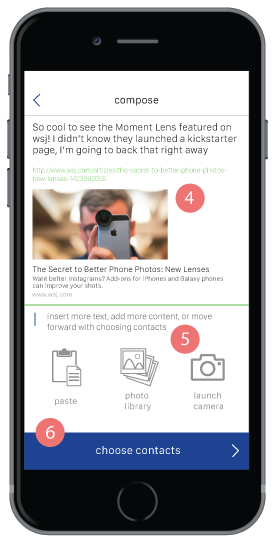 compose
So cool to see the Moment Lens featured on
wsj! I didn't know they launched a kickstarter
page, I'm going to back that right away
http://www.wsj.com/articles/the-secret-to-better-phone-photos-
new-lenses-1423592055
4
The Secret to Better Phone Photos: New Lenses
Want better instagrams? Add-ons for iPhones and Galaxy phones
can improve your shots.
www.wsj.com
insert more text, add more content, or move
forward with choosing contacts
5
paste
photo
library
launch
camera
6
choose contacts